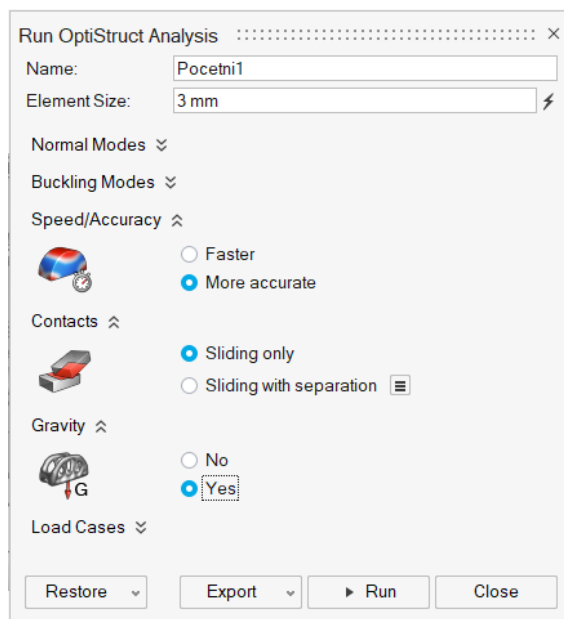 Run OptiStruct Analysis
Name: Pocetni1
Element Size: 3 mm
Normal Modes
Buckling Modes
Speed/Accuracy
Faster
More accurate
Contacts
Sliding only
Sliding with separation
Gravity
No
G Yes
Load Cases
Restore Export Run Close